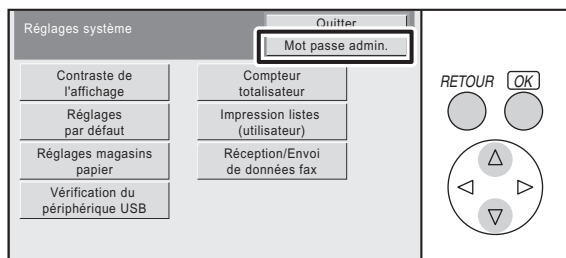 Réglages système
Quitter
Mot passe admin.
Contraste de
l'affichage
Compteur
totalisateur
Réglages
par défaut
Impression listes
(utilisateur)
Réglages magasins
papier
Réception/Envoi
de données fax
Vérification du
périphérique USB
RETOUR OK